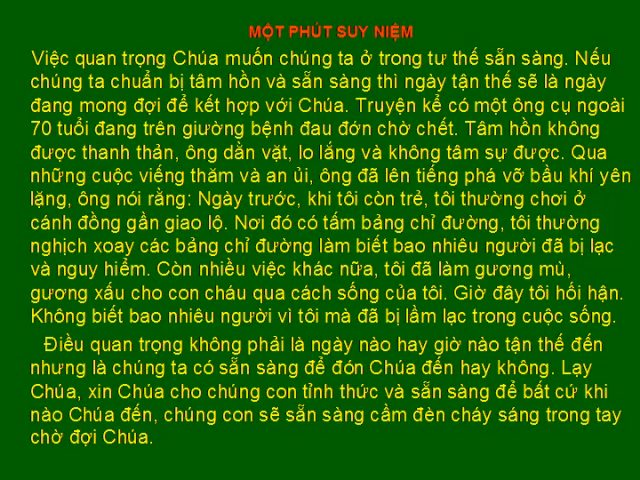 MỘT PHÚT SUY NIỆM
Việc quan trọng Chúa muốn chúng ta ở trong tư thế sẵn sàng. Nếu
chúng ta chuẩn bị tâm hồn và sẵn sàng thì ngày tận thế sẽ là ngày
đang mong đợi để kết hợp với Chúa. Truyện kể có một ông cụ ngoài
70 tuổi đang trên giường bệnh đau đớn chờ chết. Tâm hồn không
được thanh thản, ông dằn vặt, lo lắng và không tâm sự được. Qua
những cuộc viếng thăm và an ủi, ông đã lên tiếng phá vỡ bầu khí yên
lặng, ông nói rằng: Ngày trước, khi tôi còn trẻ, tôi thường chơi ở
cánh đồng gần giao lộ. Nơi đó có tấm bảng chỉ đường, tôi thường
nghịch xoay các bảng chỉ đường làm biết bao nhiêu người đã bị lạc
và nguy hiểm. Còn nhiều việc khác nữa, tôi đã làm gương mù,
gương xấu cho con cháu qua cách sống của tôi. Giờ đây tôi hối hận.
Không biết bao nhiêu người vì tôi mà đã bị lầm lạc trong cuộc sống.
Điều quan trọng không phải là ngày nào hay giờ nào tận thế đến
nhưng là chúng ta có sẵn sàng để đón Chúa đến hay không. Lạy
Chúa, xin Chúa cho chúng con tỉnh thức và sẵn sàng để bất cứ khi
nào Chúa đến, chúng con sẽ sẵn sàng cầm đèn cháy sáng trong tay
chờ đợi Chúa.